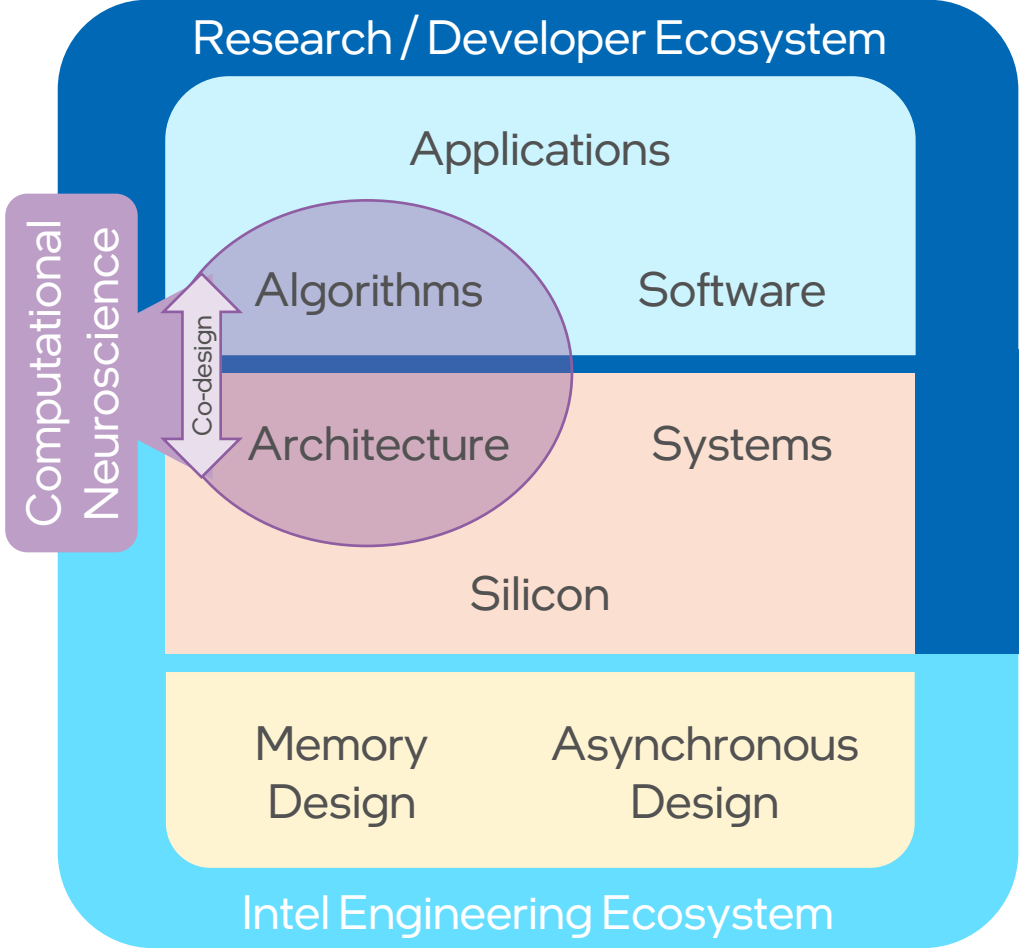 Research / Developer Ecosystem
Applications
Computational
Neuroscience
Algorithms
Software
Co-design
Architecture
Systems
Silicon
Memory
Design
Asynchronous
Design
Intel Engineering Ecosystem